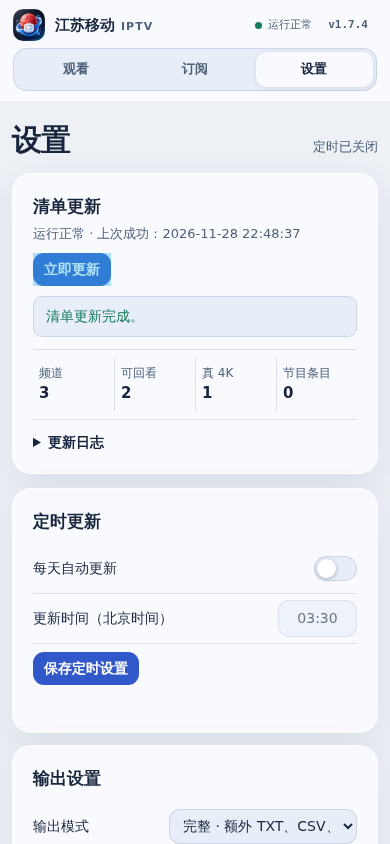 江苏移动 IPTV
运行正常 v1.7.4
观看 订阅 设置
设置
定时已关闭
清单更新
运行正常 · 上次成功：2026-11-28 22:48:37
立即更新
清单更新完成。
频道 可回看 真 4K 节目条目
3 2 1 0
更新日志
定时更新
每天自动更新
更新时间（北京时间） 03:30
保存定时设置
输出设置
输出模式 完整 · 额外 TXT、CSV、